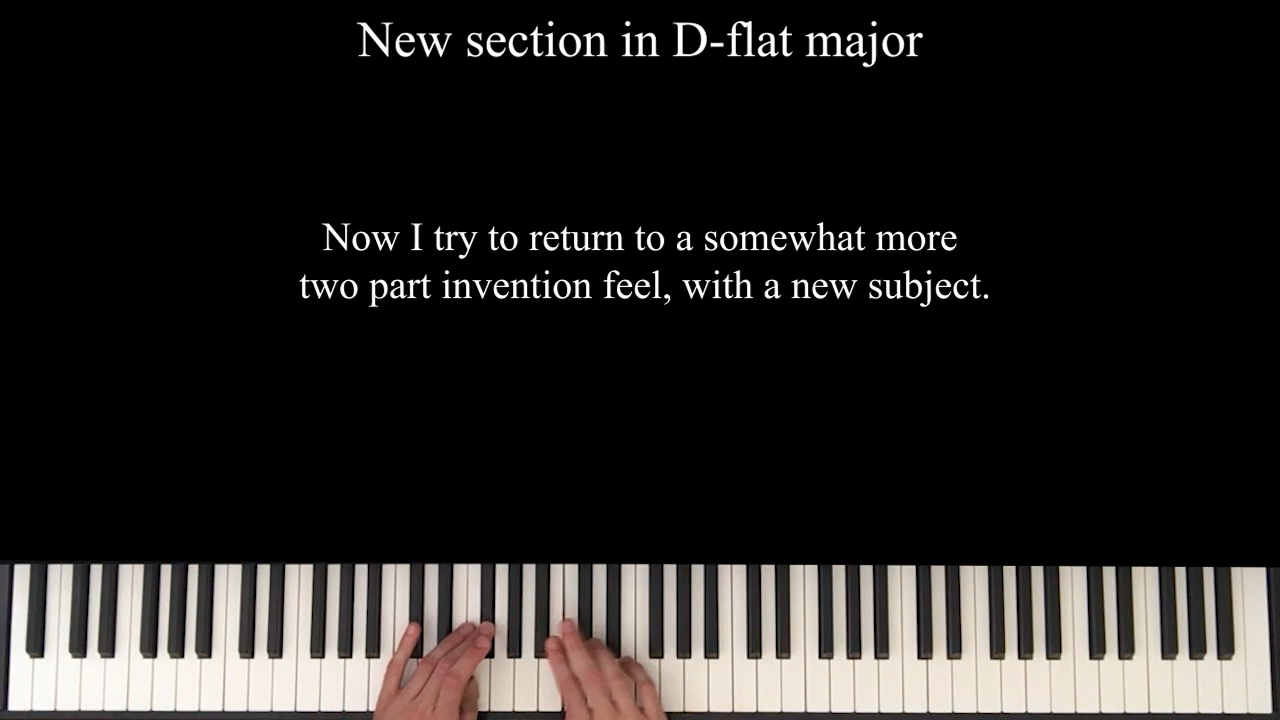 New section in D-flat major
Now I try to return to a somewhat more
two part invention feel, with a new subject.